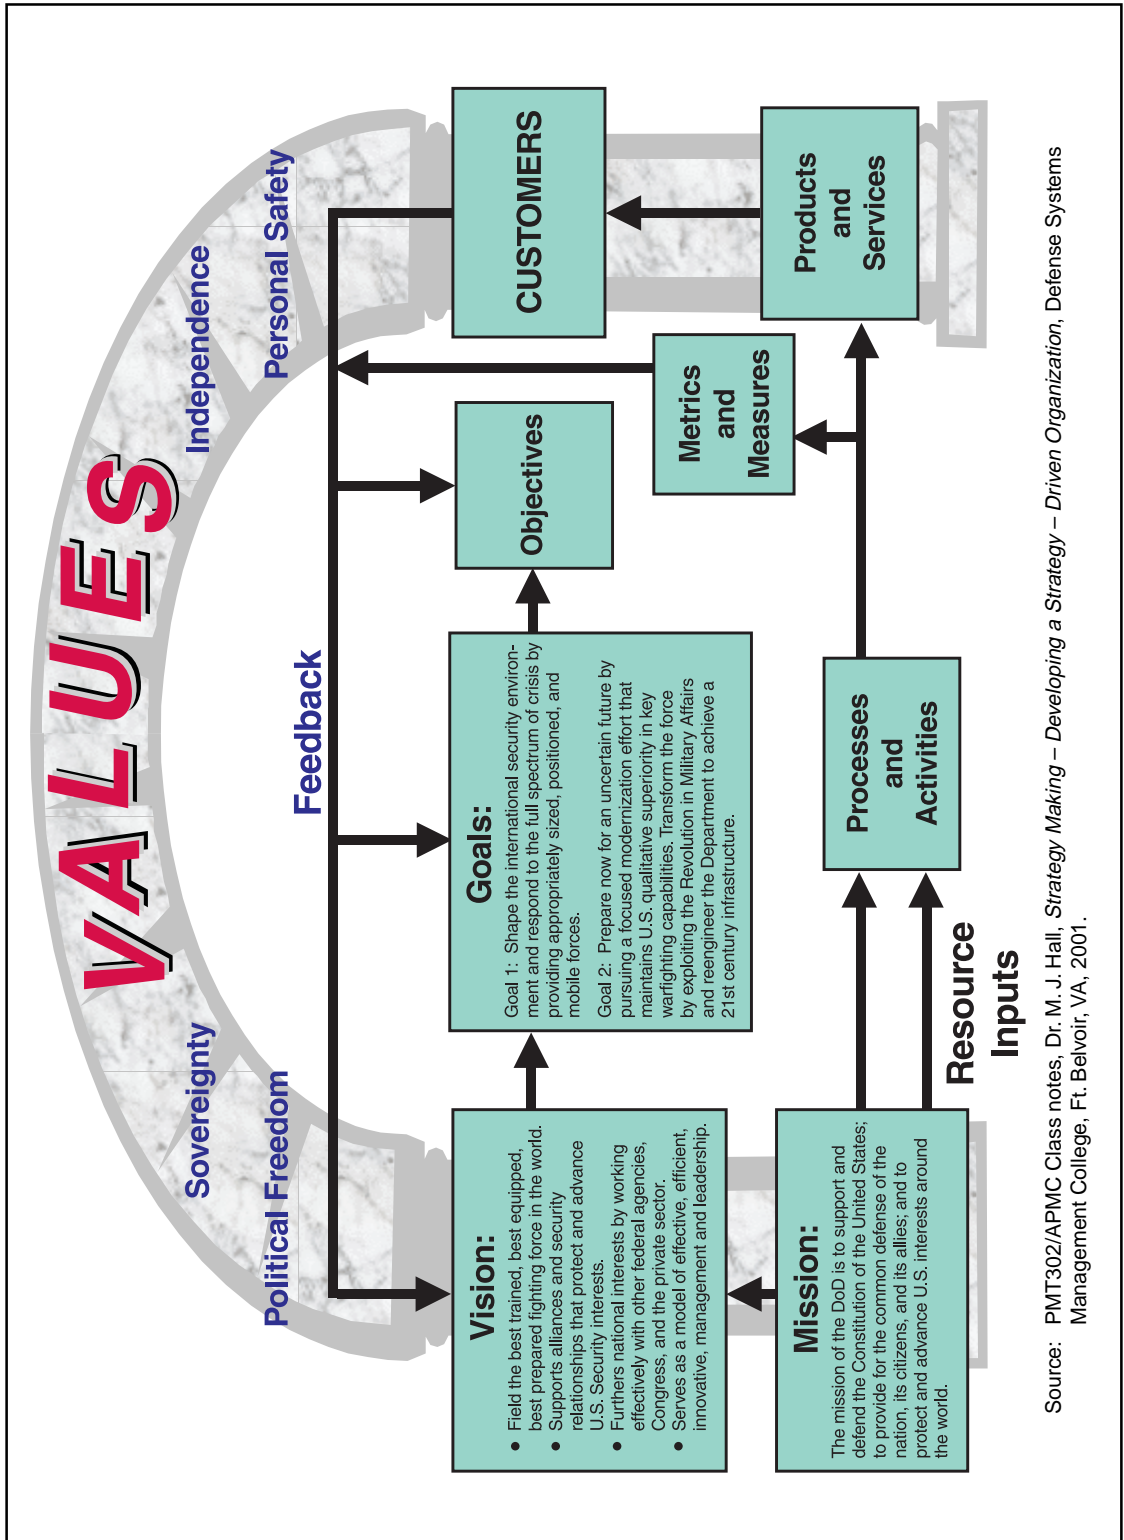 VALUES
Sovereignty
Political Freedom
Independence
Personal Safety
Feedback
Vision:
• Field the best trained, best equipped,
best prepared fighting force in the world.
• Supports alliances and security
relationships that protect and advance
U.S. Security interests.
• Furthers national interests by working
effectively with other federal agencies,
Congress, and the private sector.
• Serves as a model of effective, efficient,
innovative, management and leadership.
Goals:
Goal 1: Shape the international security environ-
ment and respond to the full spectrum of crisis by
providing appropriately sized, positioned, and
mobile forces.
Goal 2: Prepare now for an uncertain future by
pursuing a focused modernization effort that
maintains U.S. qualitative superiority in key
warfighting capabilities. Transform the force
by exploiting the Revolution in Military Affairs
and reengineer the Department to achieve a
21st century infrastructure.
Objectives
CUSTOMERS
Mission:
The mission of the DoD is to support and
defend the Constitution of the United States;
to provide for the common defense of the
nation, its citizens, and its allies; and to
protect and advance U.S. interests around
the world.
Resource
Inputs
Processes
and
Activities
Metrics
and
Measures
Products
and
Services
Source: PMT302/APMC Class notes, Dr. M. J. Hall, Strategy Making – Developing a Strategy – Driven Organization, Defense Systems
Management College, Ft. Belvoir, VA, 2001.